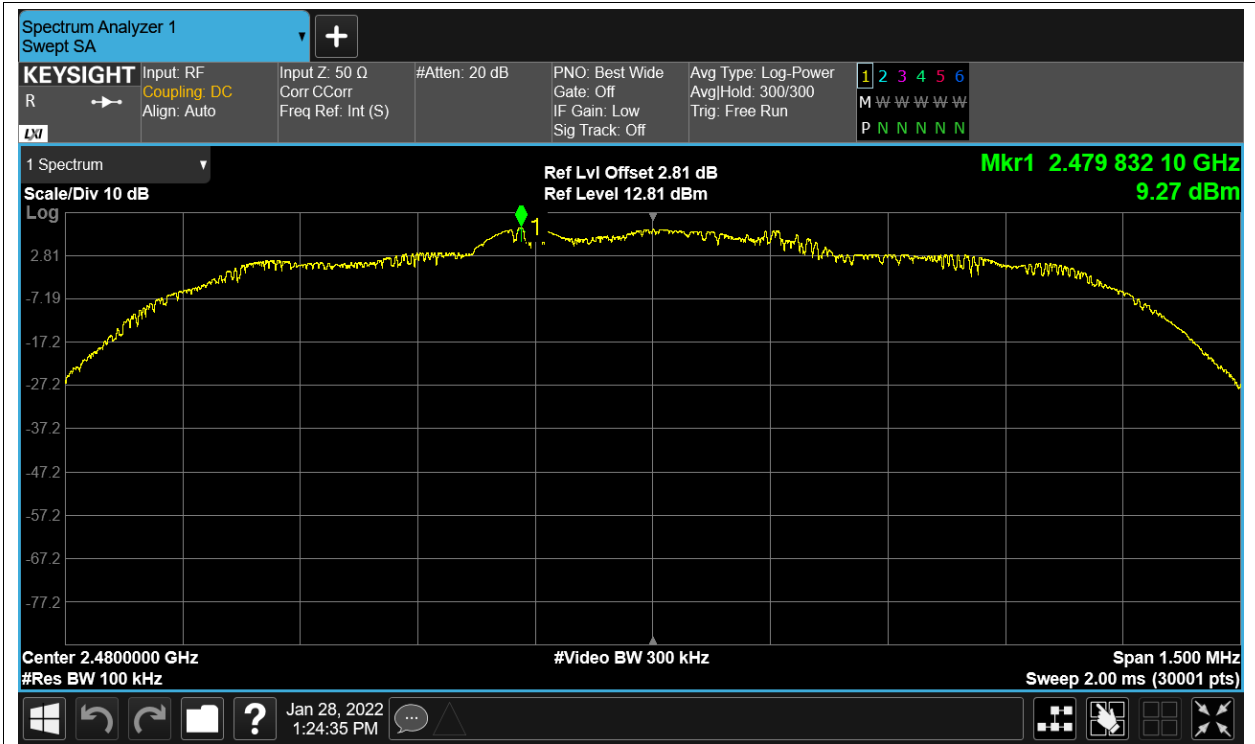 Spectrum Analyzer 1
Swept SA
KEYSIGHT
R
LXI
Input: RF
Coupling: DC
Align: Auto
Input Z: 50 Ω
Corr CCorr
Freq Ref: Int (S)
#Atten: 20 dB
PNO: Best Wide
Gate: Off
IF Gain: Low
Sig Track: Off
Avg Type: Log-Power
Avg|Hold: 300/300
Trig: Free Run
1 2 3 4 5 6
M W W W W W
P N N N N N
1 Spectrum
Scale/Div 10 dB
Log
Ref Lvl Offset 2.81 dB
Ref Level 12.81 dBm
Mkr1 2.479 832 10 GHz
9.27 dBm
1
2.81
-7.19
-17.2
-27.2
-37.2
-47.2
-57.2
-67.2
-77.2
Center 2.4800000 GHz
#Video BW 300 kHz
Span 1.500 MHz
#Res BW 100 kHz
Sweep 2.00 ms (30001 pts)
?
Jan 28, 2022
1:24:35 PM